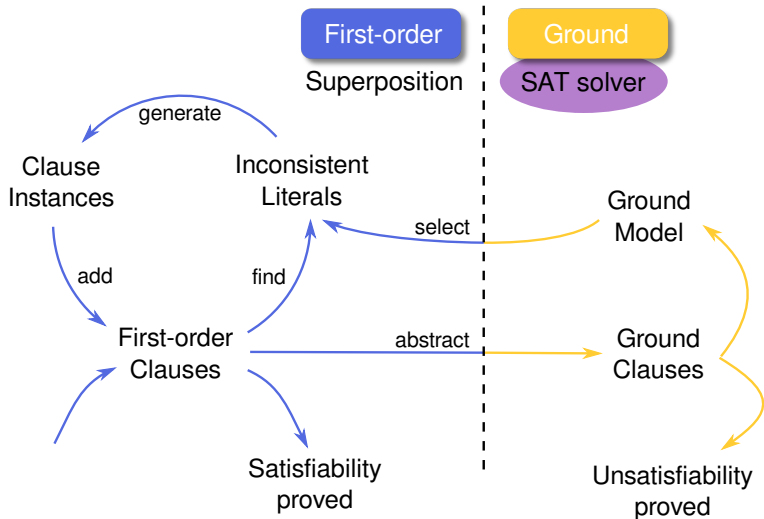 First-order
Ground
Superposition
SAT solver
generate
Clause
Instances
Inconsistent
Literals
Ground
Model
select
add
find
First-order
Clauses
abstract
Ground
Clauses
Satisfiability
proved
Unsatisfiability
proved